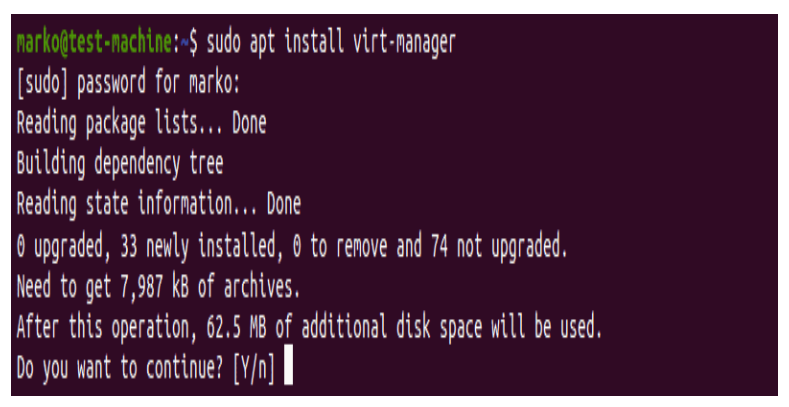 marko@test-machine:~$ sudo apt install virt-manager
[sudo] password for marko:
Reading package lists... Done
Building dependency tree
Reading state information... Done
0 upgraded, 33 newly installed, 0 to remove and 74 not upgraded.
Need to get 7,987 kB of archives.
After this operation, 62.5 MB of additional disk space will be used.
Do you want to continue? [Y/n]